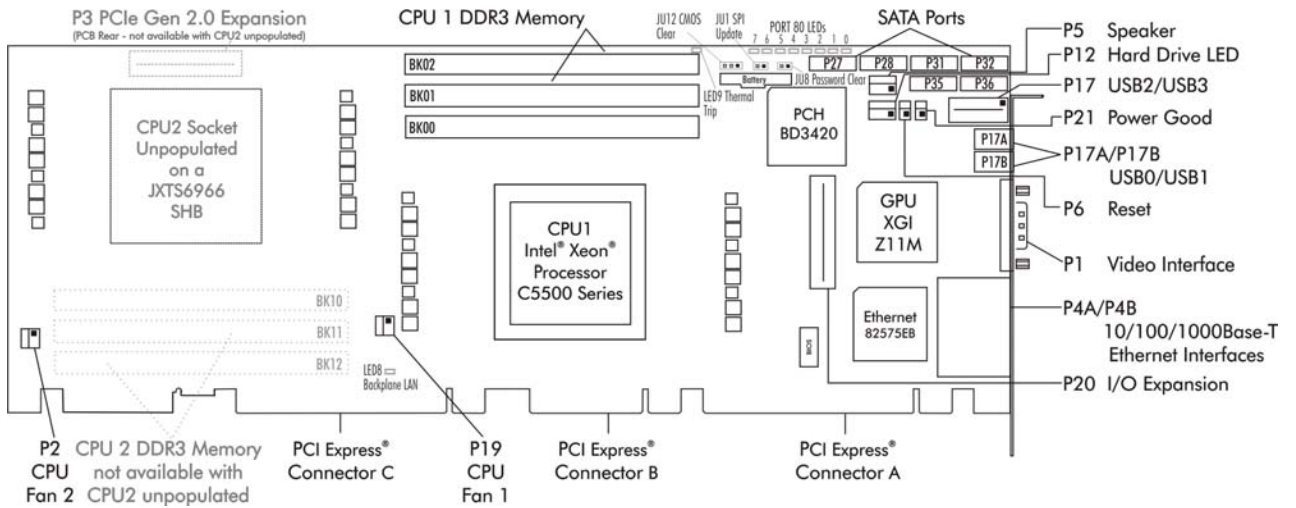 P3 PCIe Gen 2.0 Expansion
(PCB Rear - not available with CPU2 unpopulated)
CPU 1 DDR3 Memory
JU12 CMOS
Clear
JU1 SPI
Update
PORT 80 LEDs
7 6 5 4 3 2 1 0
SATA Ports
P5 Speaker
P12 Hard Drive LED
P17 USB2/USB3
P21 Power Good
P17A/P17B
USB0/USB1
P6 Reset
P1 Video Interface
P4A/P4B
10/100/1000Base-T
Ethernet Interfaces
P20 I/O Expansion
BK02
BK01
BK00
LED9 Thermal
Trip
Battery
JU8 Password Clear
P27
P28
P31
P32
P35
P36
P17A
P17B
PCH
BD3420
CPU2 Socket
Unpopulated
on a
JXTS6966
SHB
CPU1
Intel® Xeon®
Processor
C5500 Series
GPU
XGI
Z11M
Ethernet
82575EB
BIOS
BK10
BK11
BK12
LED8
Backplane LAN
P2
CPU
Fan 2
CPU 2 DDR3 Memory
not available with
CPU2 unpopulated
PCI Express®
Connector C
P19
CPU
Fan 1
PCI Express®
Connector B
PCI Express®
Connector A